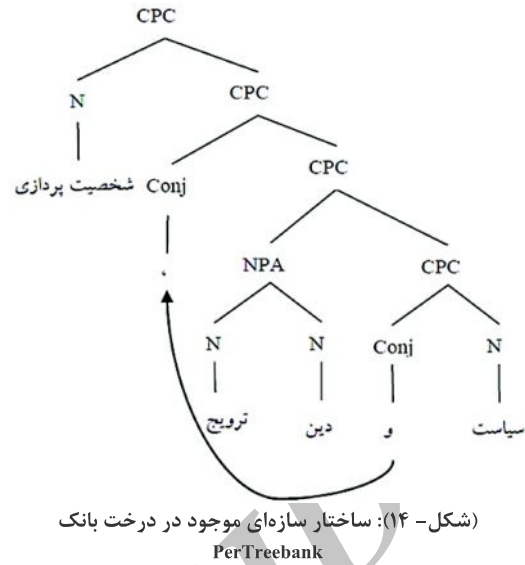 CPC
N CPC
شخصیت پردازی Conj CPC
، NPA CPC
N N Conj N
ترویج دین و سیاست
(شکل- ۱۴): ساختار سازه‌ای موجود در درخت بانک
PerTreebank